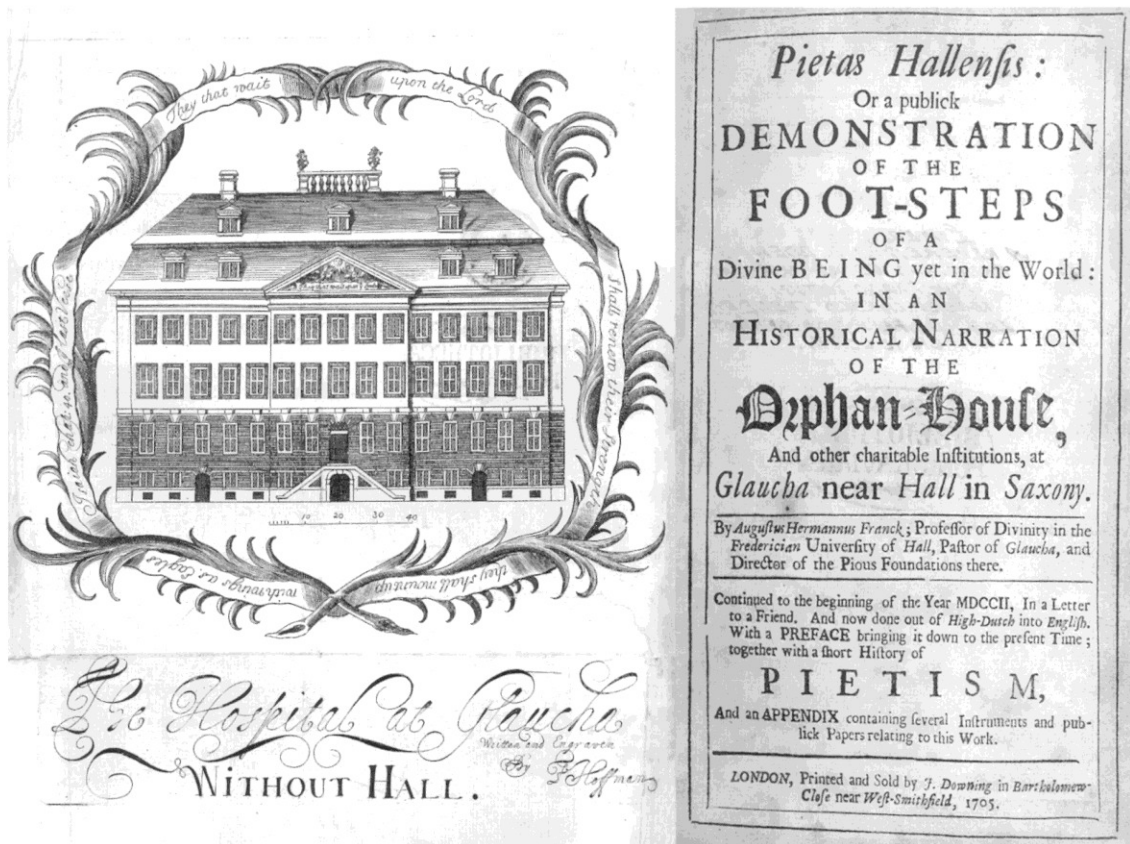 They that wait
upon the Lord
shall renew their Strength
they shall mount up
with wings as Eagles
Isaiah chap:
10 20 30 40
The Hospital at Glaucha
Written and Engraven
By Hoffman
WITHOUT HALL.
Pietas Hallenſis:
Or a publick
DEMONSTRATION
OF THE
FOOT-STEPS
OF A
Divine BEING yet in the World:
IN AN
HISTORICAL NARRATION
OF THE
Orphan=Houſe,
And other charitable Inſtitutions, at
Glaucha near Hall in Saxony.
By Auguſtus Hermannus Franck; Profeſſor of Divinity in the
Frederician Univerſity of Hall, Paſtor of Glaucha, and
Director of the Pious Foundations there.
Continued to the beginning of the Year MDCCII, In a Letter
to a Friend. And now done out of High-Dutch into Engliſh.
With a PREFACE bringing it down to the preſent Time;
together with a ſhort Hiſtory of
PIETISM,
And an APPENDIX containing ſeveral Inſtruments and pub-
lick Papers relating to this Work.
LONDON, Printed and Sold by J. Downing in Bartholomew-
Cloſe near Weſt-Smithfield, 1705.